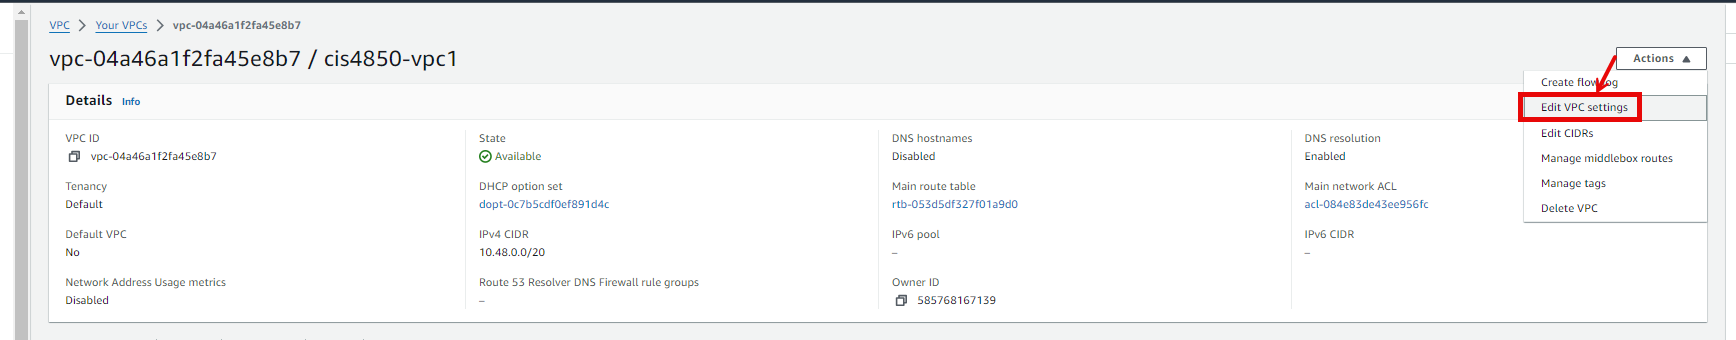 VPC > Your VPCs > vpc-04a46a1f2fa45e8b7
vpc-04a46a1f2fa45e8b7 / cis4850-vpc1
Actions
Create flow log
Edit VPC settings
Edit CIDRs
Manage middlebox routes
Manage tags
Delete VPC
Details Info
VPC ID
vpc-04a46a1f2fa45e8b7
State
Available
DNS hostnames
Disabled
DNS resolution
Enabled
Tenancy
Default
DHCP option set
dopt-0c7b5cdf0ef891d4c
Main route table
rtb-053d5df327f01a9d0
Main network ACL
acl-084e83de43ee956fc
Default VPC
No
IPv4 CIDR
10.48.0.0/20
IPv6 pool
–
IPv6 CIDR
–
Network Address Usage metrics
Disabled
Route 53 Resolver DNS Firewall rule groups
–
Owner ID
585768167139